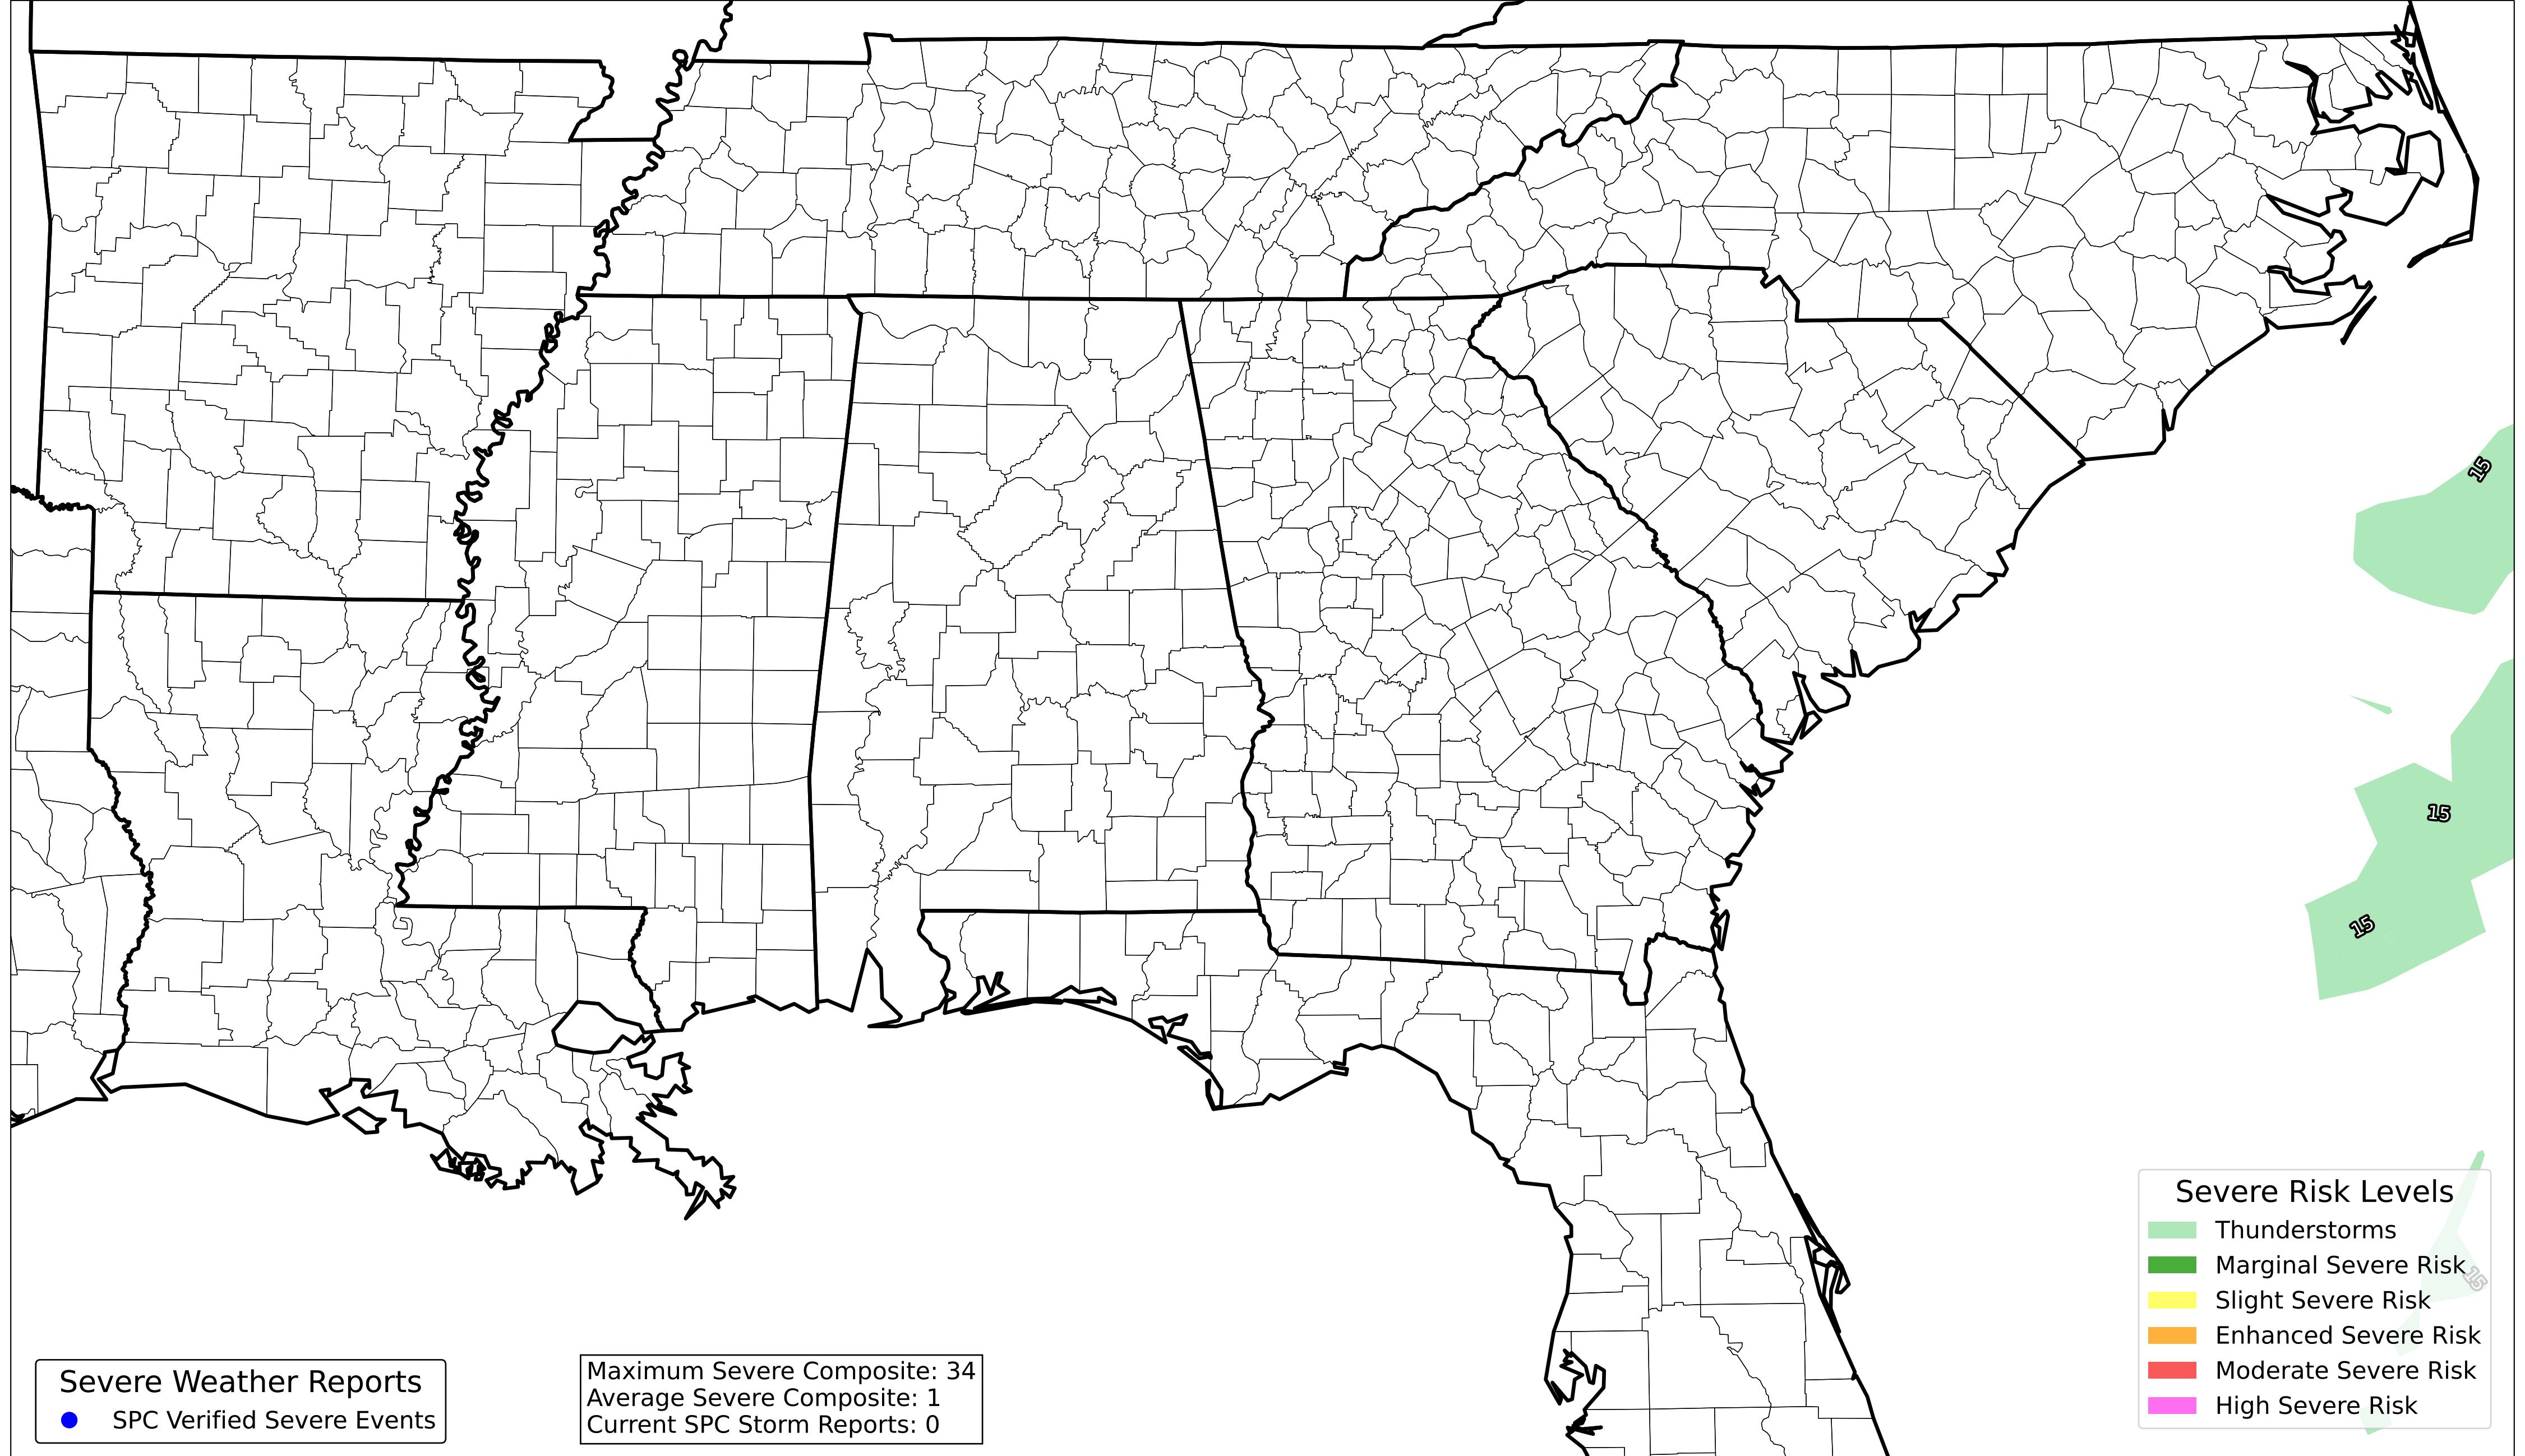 15
15
15
Severe Risk Levels
Thunderstorms
Marginal Severe Risk
15
Slight Severe Risk
Enhanced Severe Risk
Moderate Severe Risk
High Severe Risk
Severe Weather Reports
SPC Verified Severe Events
Maximum Severe Composite: 34
Average Severe Composite: 1
Current SPC Storm Reports: 0